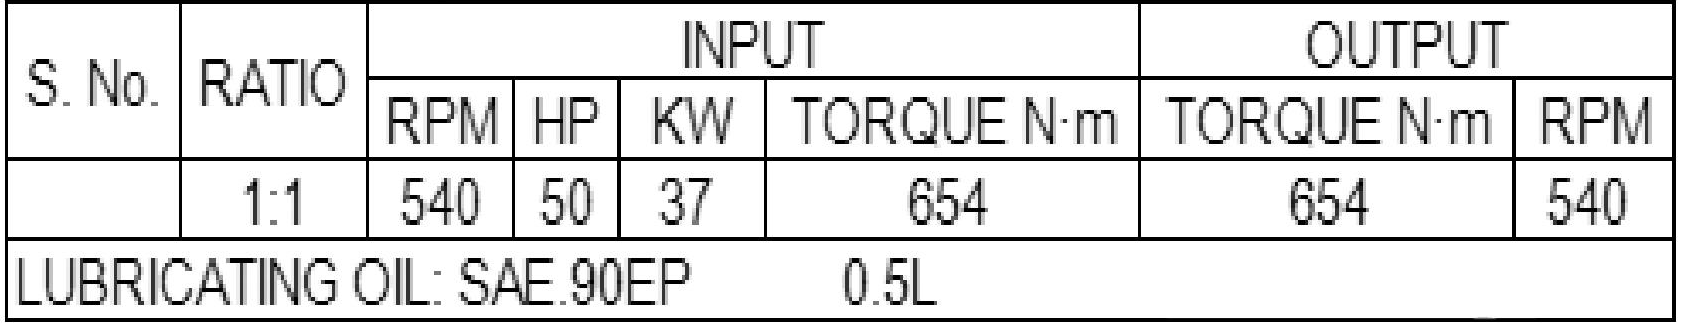 S. No. RATIO INPUT OUTPUT
RPM HP KW TORQUE N·m TORQUE N·m RPM
1:1 540 50 37 654 654 540
LUBRICATING OIL: SAE.90EP 0.5L